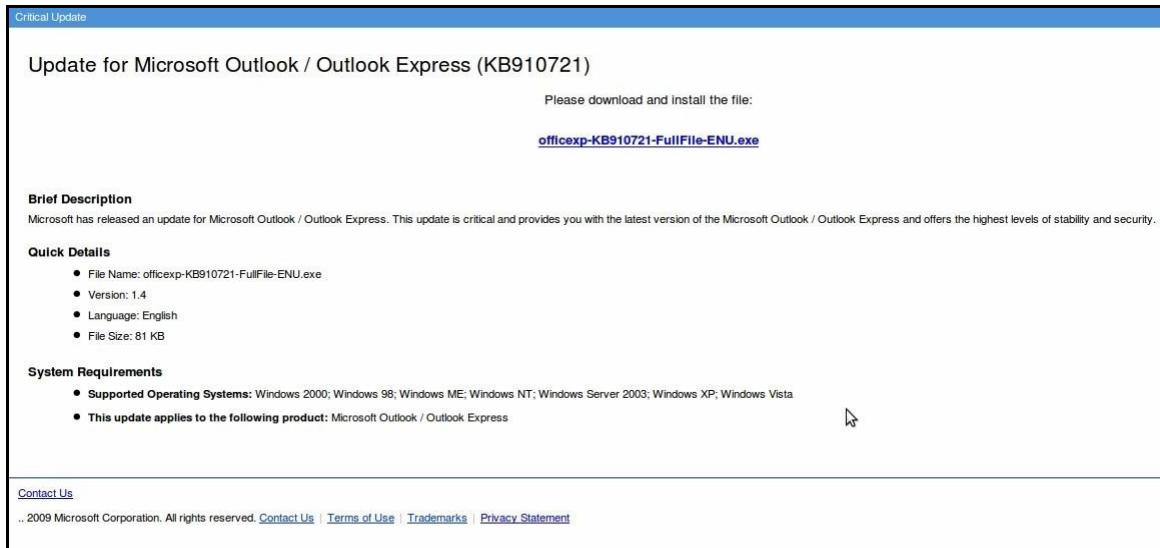 Critical Update
Update for Microsoft Outlook / Outlook Express (KB910721)
Please download and install the file:
officexp-KB910721-FullFile-ENU.exe
Brief Description
Microsoft has released an update for Microsoft Outlook / Outlook Express. This update is critical and provides you with the latest version of the Microsoft Outlook / Outlook Express and offers the highest levels of stability and security.
Quick Details
● File Name: officexp-KB910721-FullFile-ENU.exe
● Version: 1.4
● Language: English
● File Size: 81 KB
System Requirements
● Supported Operating Systems: Windows 2000; Windows 98; Windows ME; Windows NT; Windows Server 2003; Windows XP; Windows Vista
● This update applies to the following product: Microsoft Outlook / Outlook Express
Contact Us
.. 2009 Microsoft Corporation. All rights reserved. Contact Us | Terms of Use | Trademarks | Privacy Statement